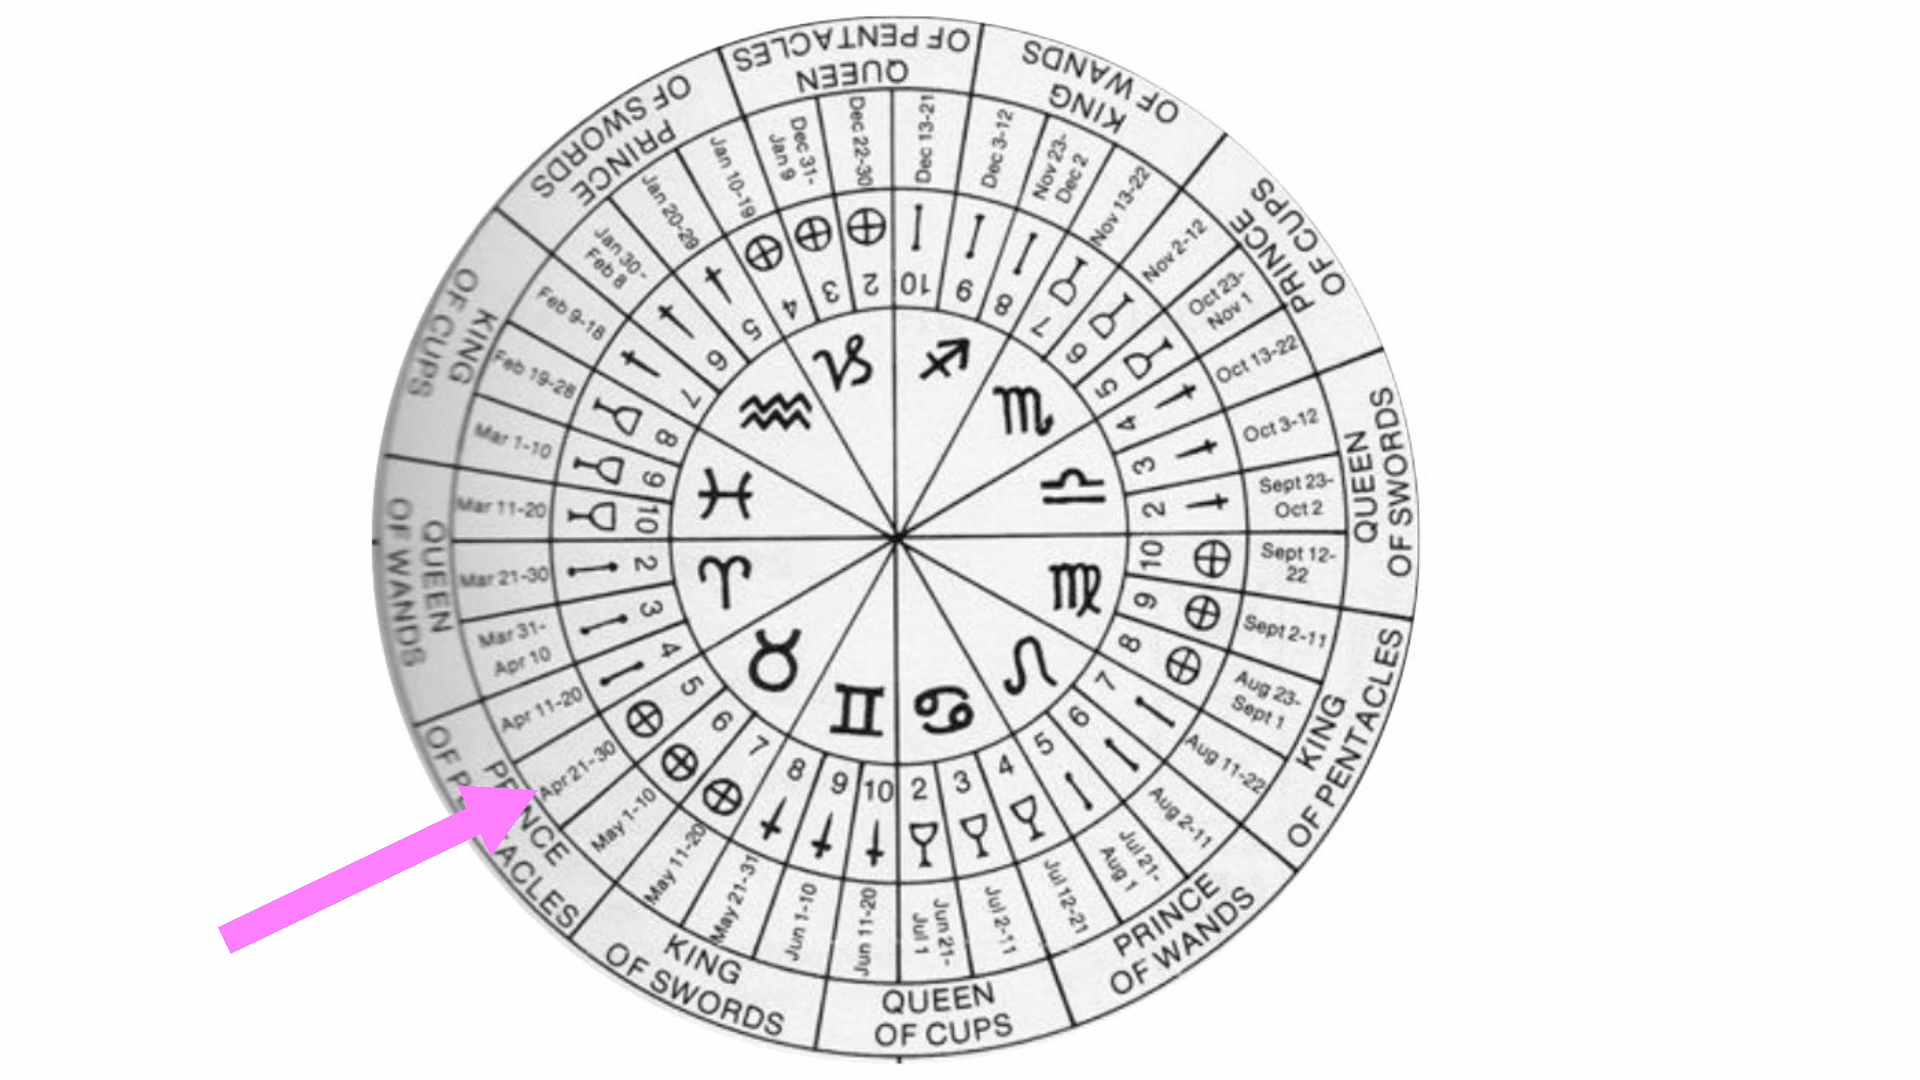 QUEEN
OF PENTACLES
KING
OF WANDS
PRINCE
OF CUPS
QUEEN
OF SWORDS
KING
OF PENTACLES
PRINCE
OF WANDS
QUEEN
OF CUPS
KING
OF SWORDS
OF
QUEEN
OF WANDS
KING
OF CUPS
PRINCE
OF SWORDS
Dec 13-21
Dec 3-12
Nov 23-
Dec 2
Nov 13-22
Nov 2-12
Oct 23-
Nov 1
Oct 13-22
Oct 3-12
Sept 23-
Oct 2
Sept 12-
22
Sept 2-11
Aug 23-
Sept 1
Aug 11-22
Aug 2-11
Jul 21-
Aug 1
Jul 12-21
Jul 2-11
Jun 21-
Jul 1
Jun 11-20
Jun 1-10
May 21-31
May 11-20
May 1-10
Apr 21-30
Apr 11-20
Mar 31-
Apr 10
Mar 21-30
Mar 11-20
Mar 1-10
Feb 19-28
Feb 9-18
Jan 30-
Feb 8
Jan 20-29
Jan 10-19
Dec 31-
Jan 9
Dec 22-30
10
9
8
7
6
5
4
3
2
10
9
8
7
6
5
4
3
2
10
9
8
7
6
5
4
3
2
10
9
8
7
6
5
4
3
2